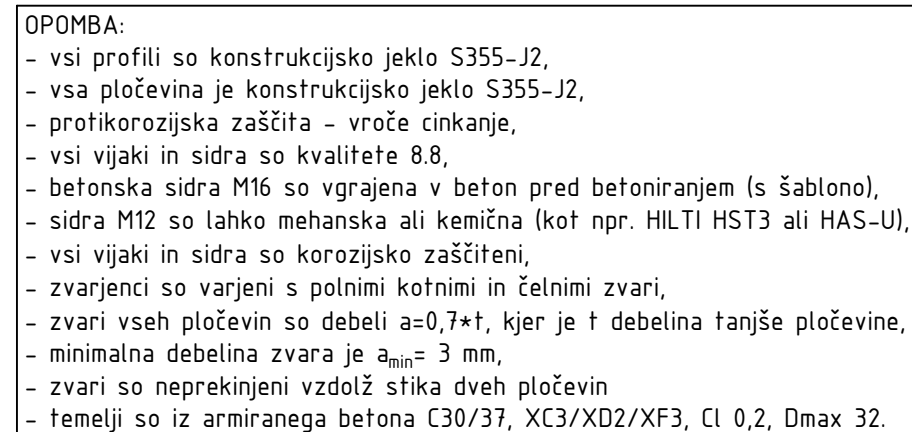 OPOMBA:
- vsi profili so konstrukcijsko jeklo S355-J2,
- vsa pločevina je konstrukcijsko jeklo S355-J2,
- protikorozijska zaščita - vroče cinkanje,
- vsi vijaki in sidra so kvalitete 8.8,
- betonska sidra M16 so vgrajena v beton pred betoniranjem (s šablono),
- sidra M12 so lahko mehanska ali kemična (kot npr. HILTI HST3 ali HAS-U),
- vsi vijaki in sidra so korozijsko zaščiteni,
- zvarjenci so varjeni s polnimi kotnimi in čelnimi zvari,
- zvari vseh pločevin so debeli a=0,7*t, kjer je t debelina tanjše pločevine,
- minimalna debelina zvara je amin= 3 mm,
- zvari so neprekinjeni vzdolž stika dveh pločevin
- temelji so iz armiranega betona C30/37, XC3/XD2/XF3, Cl 0,2, Dmax 32.